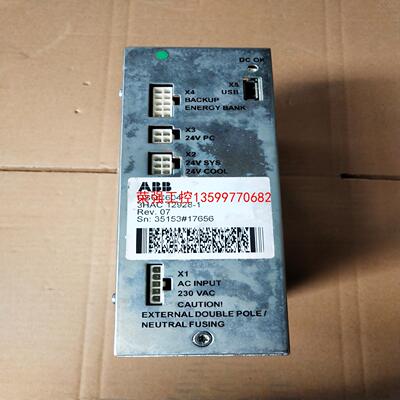 DC OK
X5
USB
X4
BACKUP
ENERGY BANK
X3
24V PC
X2
24V SYS
24V COOL
ABB
荣强工控13599770682
3HAC 12928-1
Rev. 07
Sn: 35153#17656
X1
AC INPUT
230 VAC
CAUTION!
EXTERNAL DOUBLE POLE /
NEUTRAL FUSING